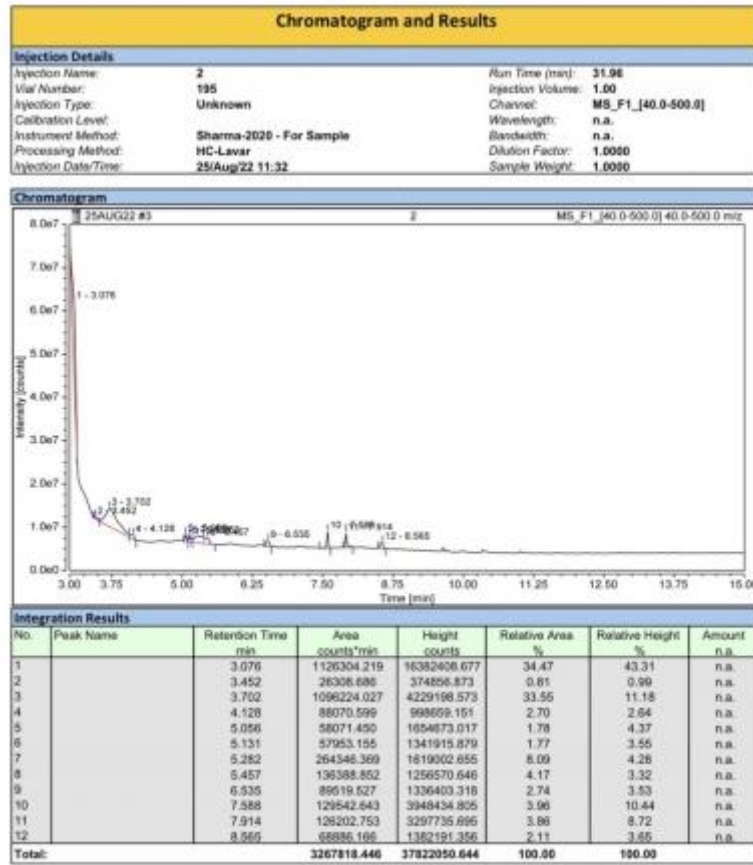 Chromatogram and Results
Injection Details
Injection Name: 2 Run Time (min): 31.96
Vial Number: 195 Injection Volume: 1.00
Injection Type: Unknown Channel: MS_F1_[40.0-500.0]
Calibration Level: Wavelength: n.a.
Instrument Method: Sharma-2020 - For Sample Bandwidth: n.a.
Processing Method: HC-Lavar Dilution Factor: 1.0000
Injection Date/Time: 25/Aug/22 11:32 Sample Weight: 1.0000
Chromatogram
25AUG22 #3 2 MS_F1_[40.0-500.0] 40.0-500.0 m/z
8.0e7
7.0e7
1 - 3.076
6.0e7
5.0e7
Intensity [counts]
4.0e7
3.0e7
2.0e7
3 - 3.702
1.0e7
4 - 4.128
9 - 6.535
12 - 8.565
0.0e0
3.00 3.75 5.00 6.25 7.50 8.75 10.00 11.25 12.50 13.75 15.00
Time [min]
Integration Results
No. Peak Name Retention Time Area Height Relative Area Relative Height Amount
min counts*min counts % % n.a.
1 3.076 1126304.219 16382408.677 34.47 43.31 n.a.
2 3.452 26308.686 374856.873 0.81 0.99 n.a.
3 3.702 1096224.027 4229198.573 33.55 11.18 n.a.
4 4.128 88070.599 998659.151 2.70 2.64 n.a.
5 5.056 58071.450 1654673.017 1.78 4.37 n.a.
6 5.131 57953.155 1341915.879 1.77 3.55 n.a.
7 5.282 264346.369 1619002.655 8.09 4.28 n.a.
8 5.457 136388.852 1256570.646 4.17 3.32 n.a.
9 6.535 89519.527 1336403.318 2.74 3.53 n.a.
10 7.588 129542.643 3948434.805 3.96 10.44 n.a.
11 7.914 126202.753 3297735.695 3.86 8.72 n.a.
12 8.565 68886.166 1382191.356 2.11 3.65 n.a.
Total: 3267818.446 37822050.644 100.00 100.00